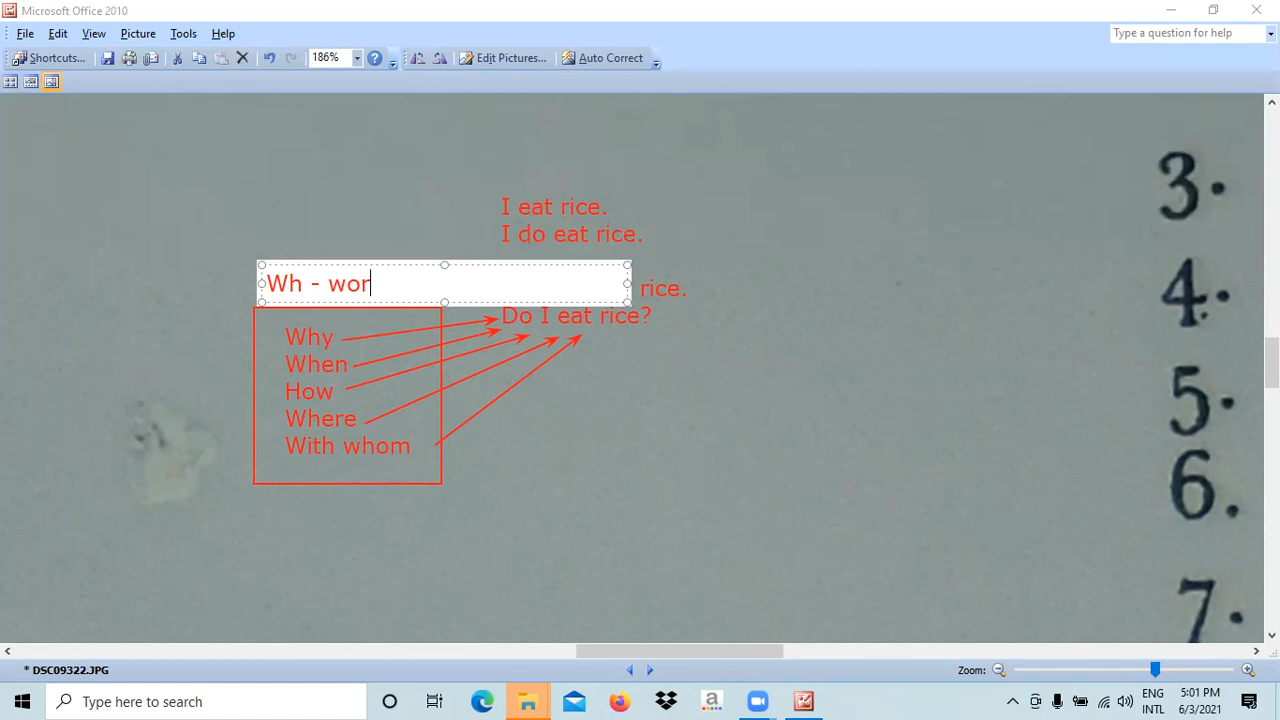 Microsoft Office 2010
File Edit View Picture Tools Help
Type a question for help
Shortcuts... 186% Edit Pictures... Auto Correct
I eat rice.
I do eat rice.
Wh - wor
rice.
Do I eat rice?
Why
When
How
Where
With whom
3.
4.
5.
6.
7.
* DSC09322.JPG
Zoom:
Type here to search
ENG
INTL
5:01 PM
6/3/2021